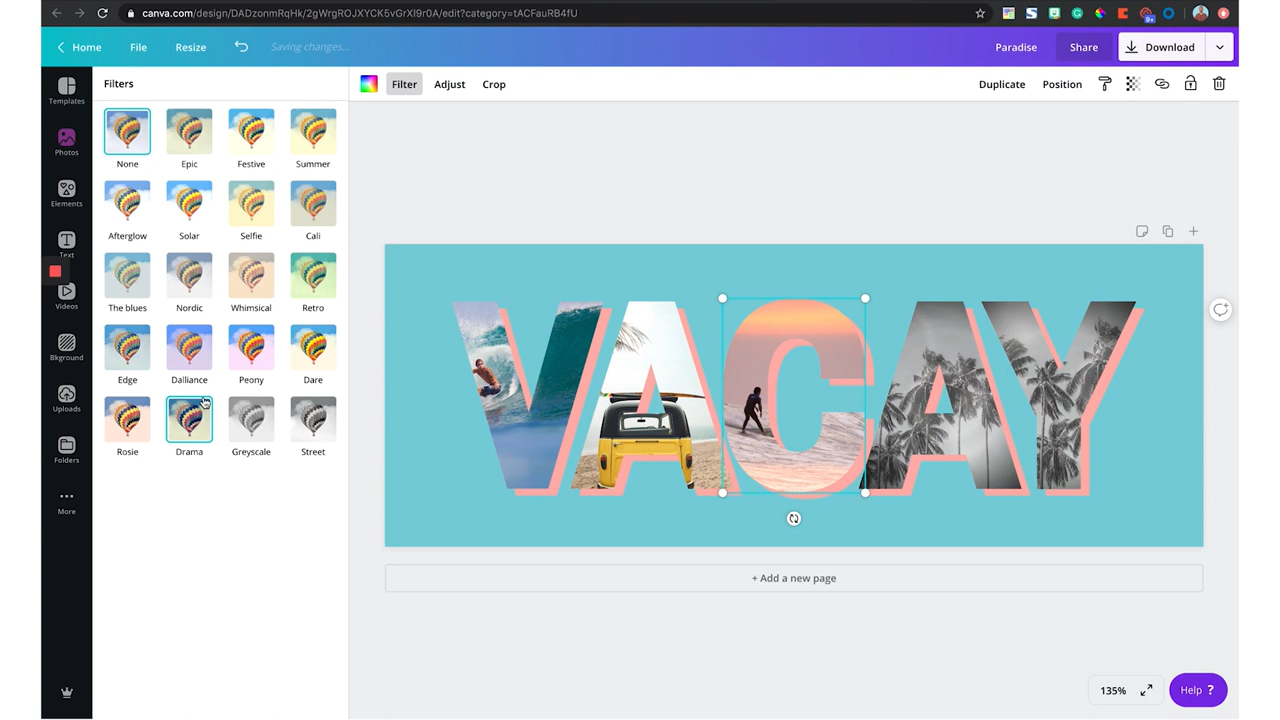 canva.com/design/DADzonmRqHk/2gWrgROJXYCK5vGrXI9r0A/edit?category=tACFauRB4fU
Home File Resize Saving changes... Paradise Share Download
Templates
Photos
Elements
Text
Videos
Bkground
Uploads
Folders
More
Filters
None Epic Festive Summer
Afterglow Solar Selfie Cali
The blues Nordic Whimsical Retro
Edge Dalliance Peony Dare
Rosie Drama Greyscale Street
Filter Adjust Crop Duplicate Position
VACAY
+ Add a new page
135% Help ?